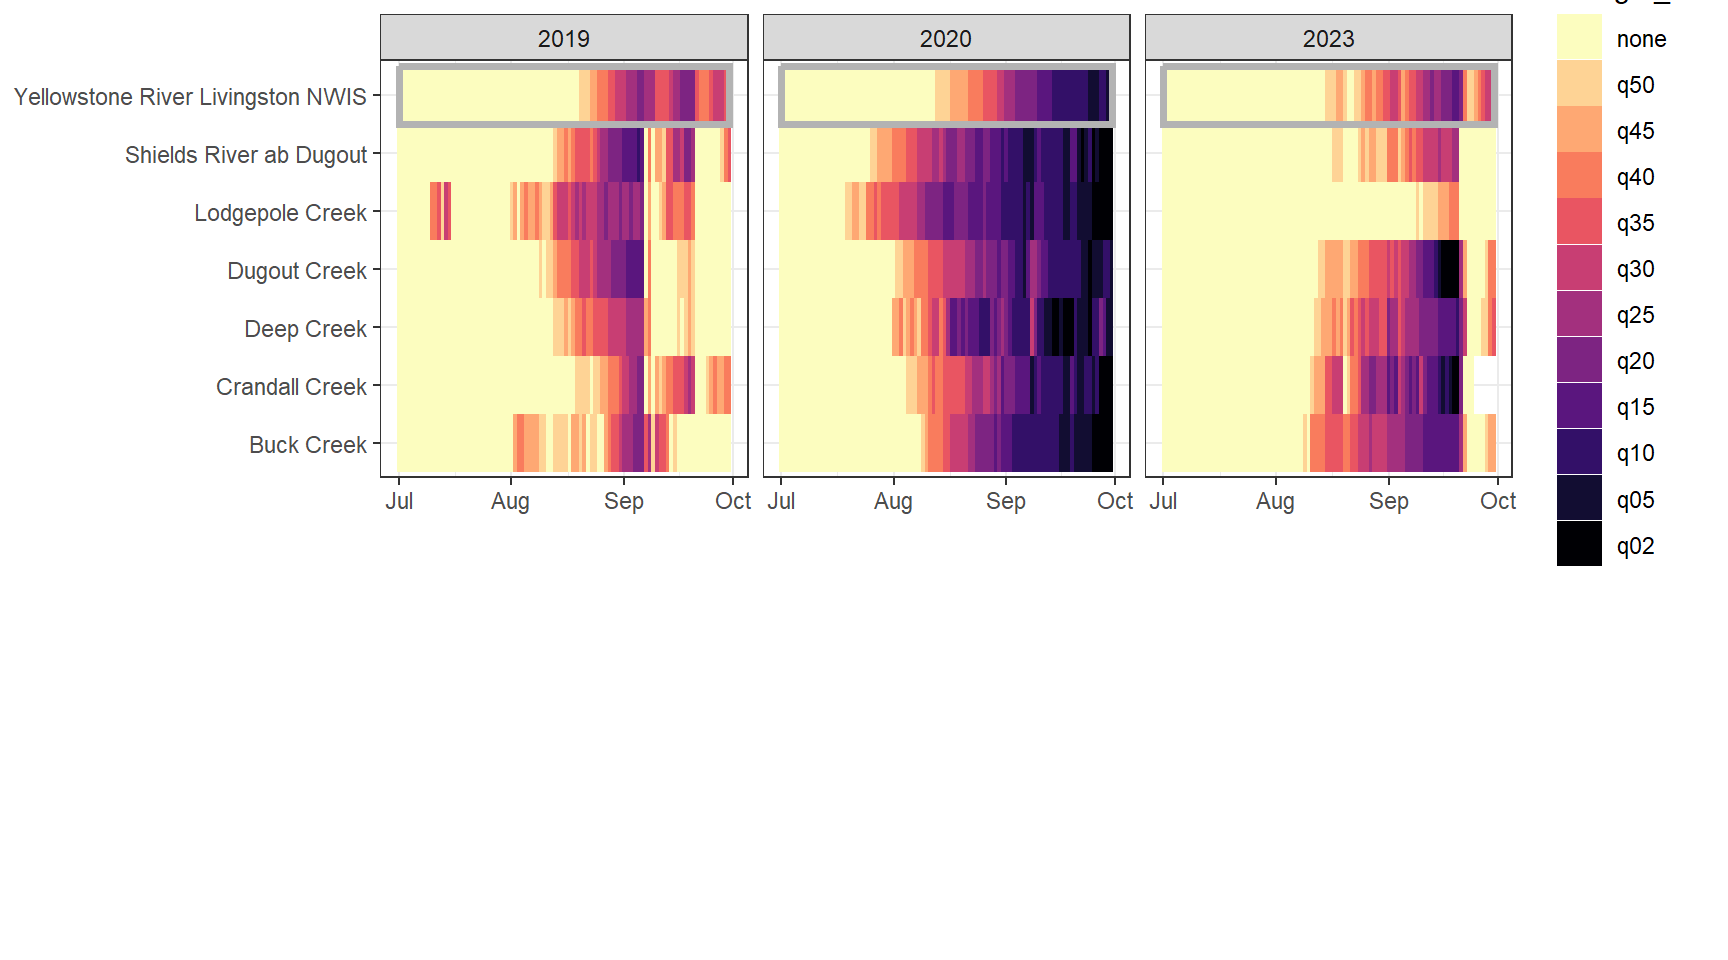 2019
2020
2023
Yellowstone River Livingston NWIS
Shields River ab Dugout
Lodgepole Creek
Dugout Creek
Deep Creek
Crandall Creek
Buck Creek
Jul Aug Sep Oct
Jul Aug Sep Oct
Jul Aug Sep Oct
none
q50
q45
q40
q35
q30
q25
q20
q15
q10
q05
q02